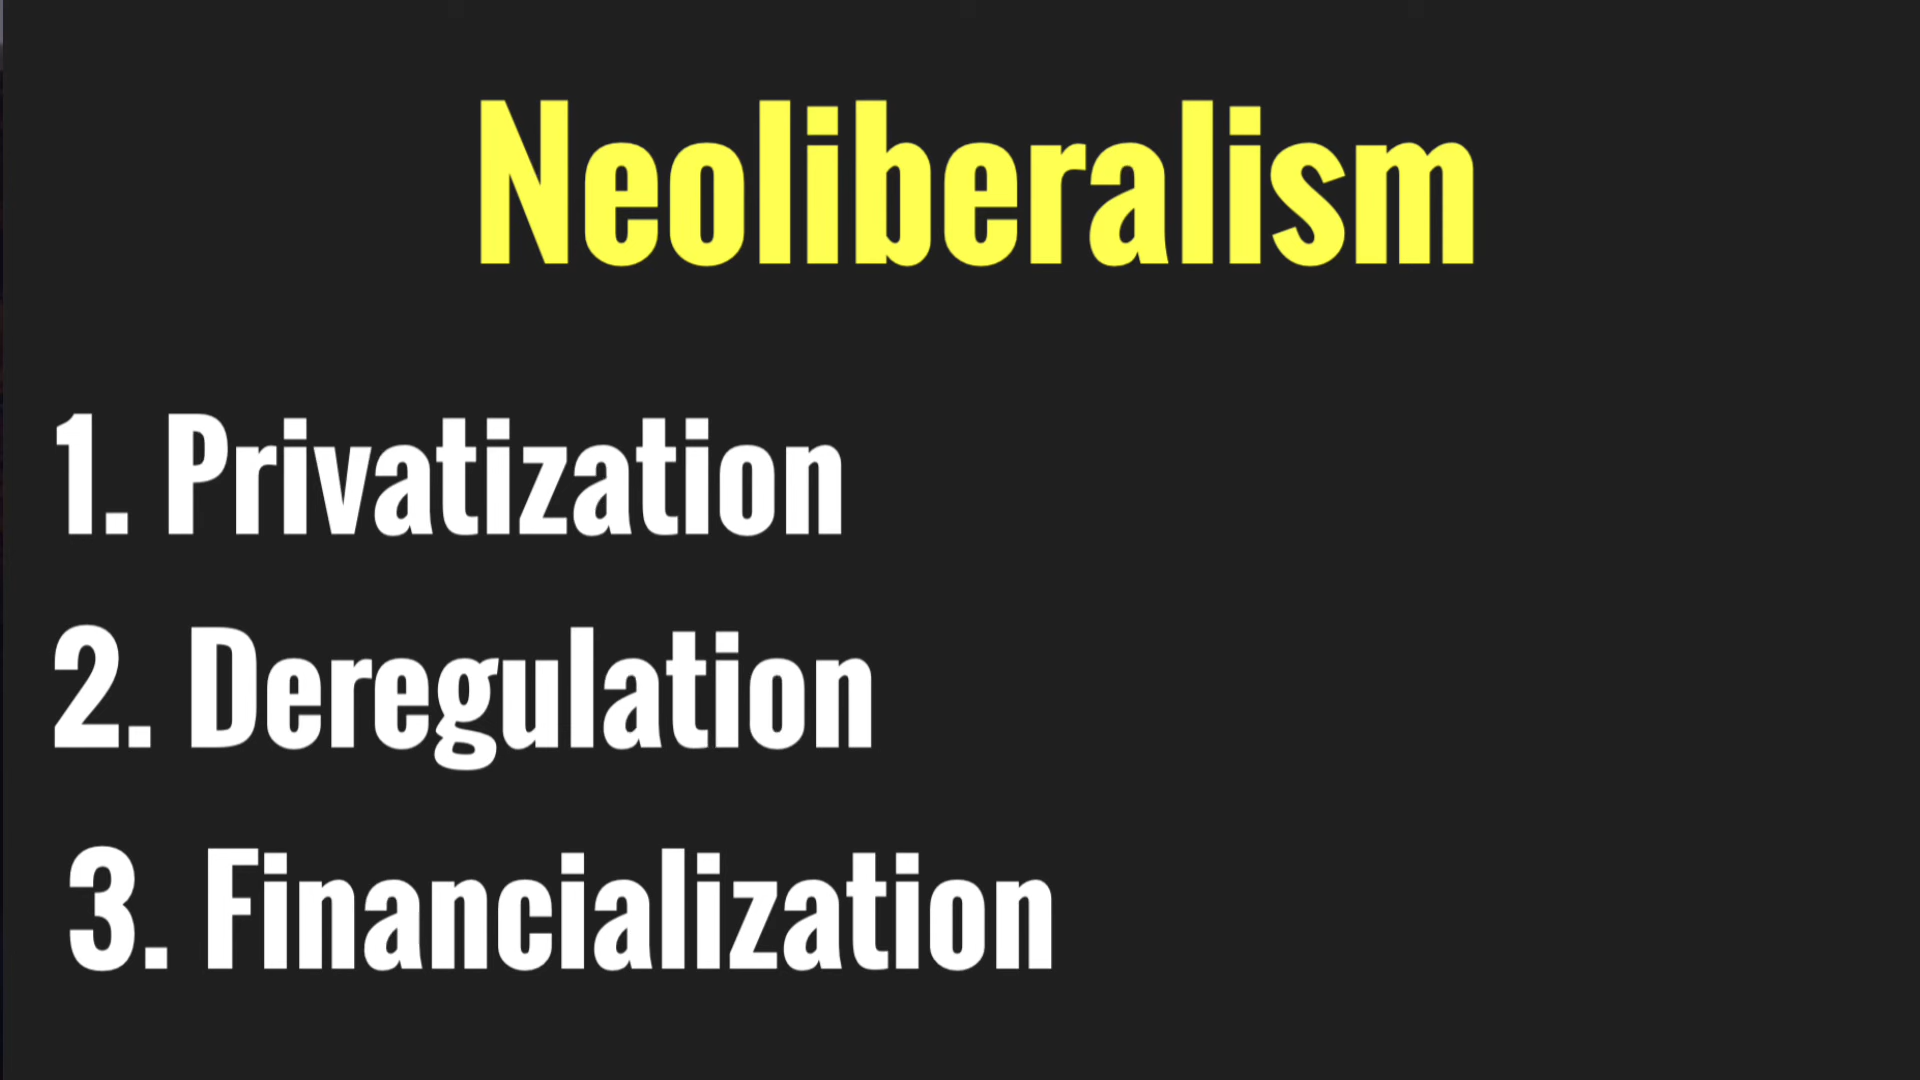 Neoliberalism
1. Privatization
2. Deregulation
3. Financialization